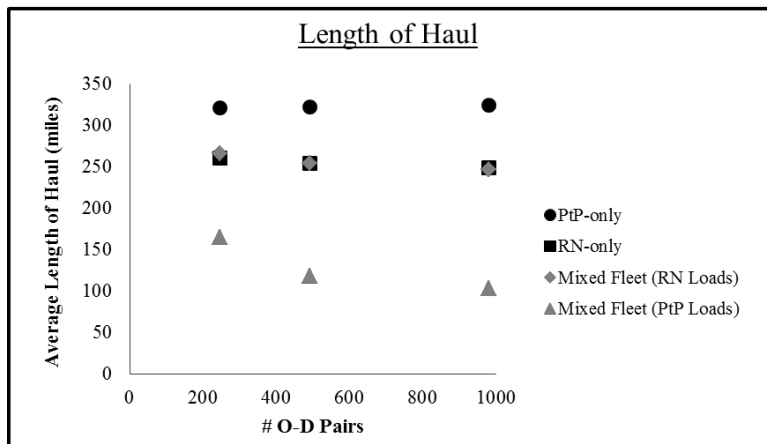 Length of Haul
Average Length of Haul (miles)
350
300
250
200
150
100
50
0
0 200 400 600 800 1000
# O-D Pairs
PtP-only
RN-only
Mixed Fleet (RN Loads)
Mixed Fleet (PtP Loads)